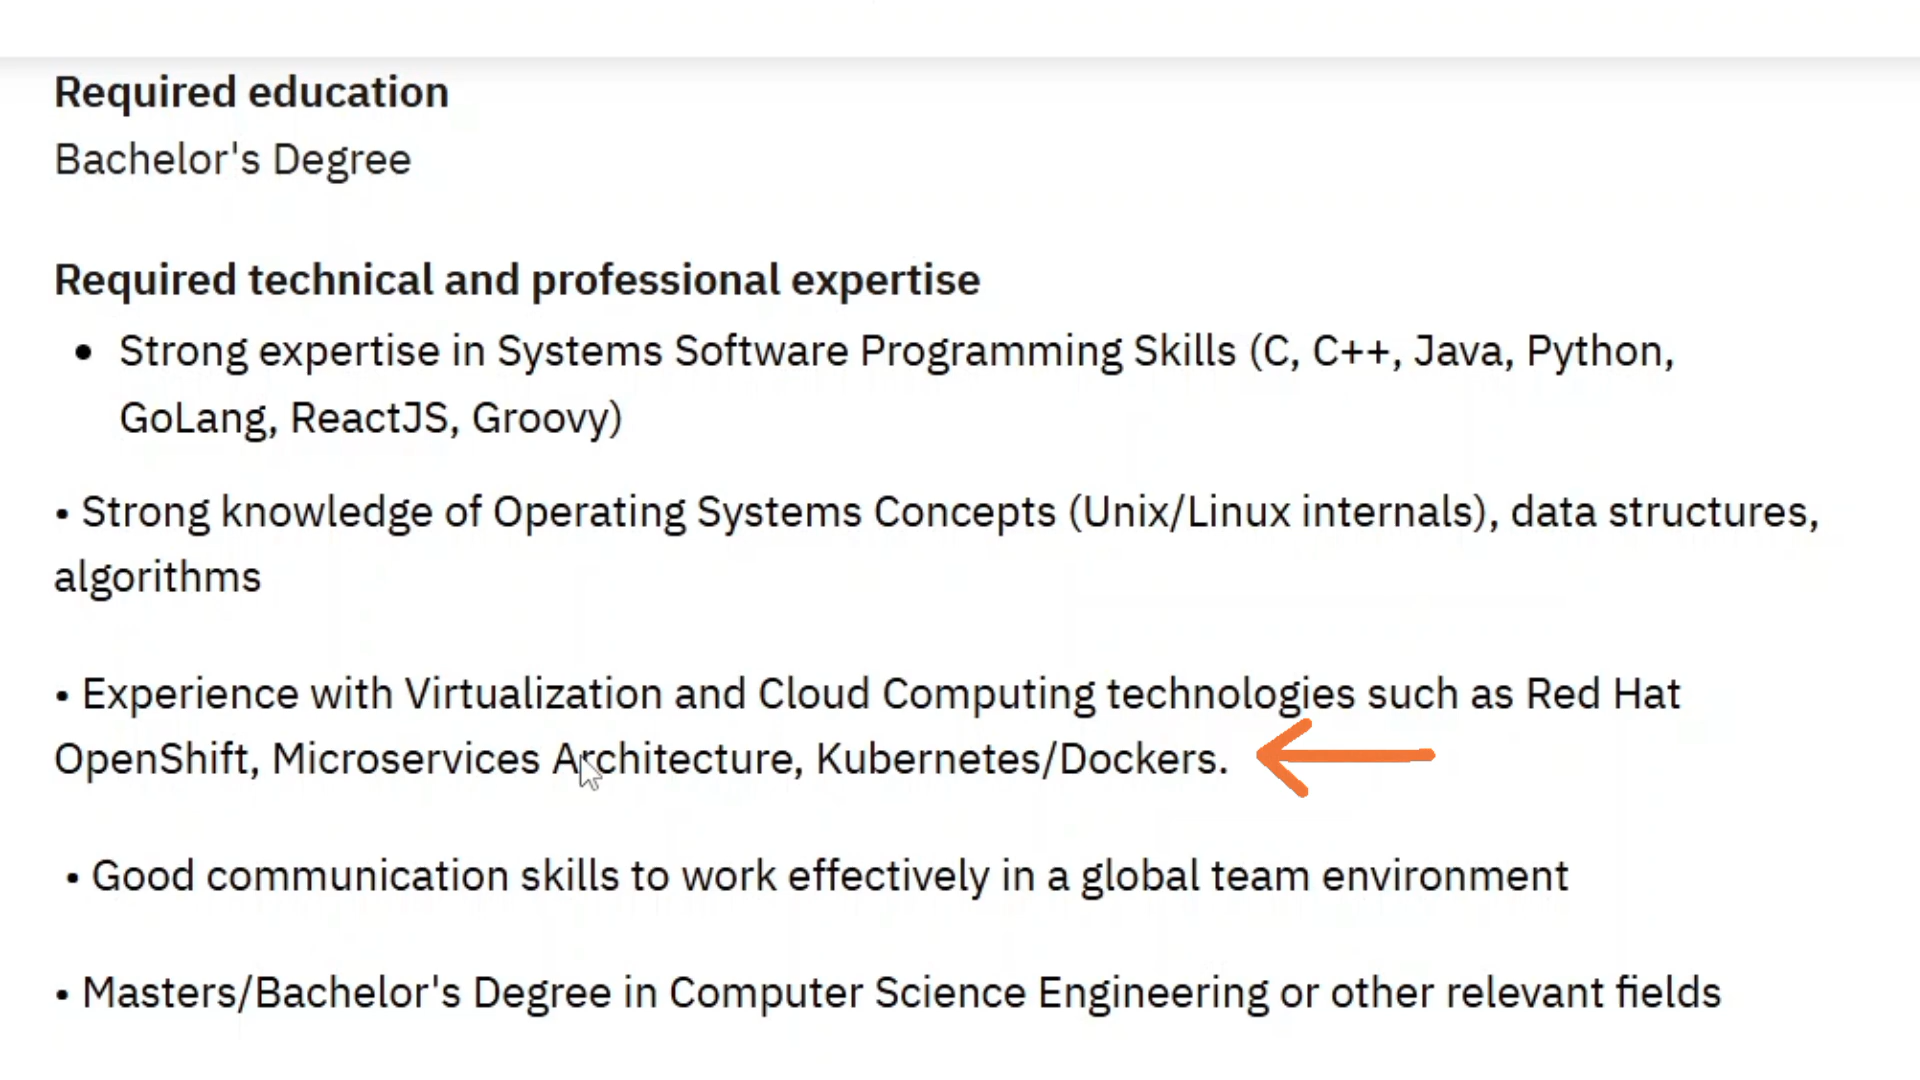 Required education
Bachelor's Degree
Required technical and professional expertise
• Strong expertise in Systems Software Programming Skills (C, C++, Java, Python,
GoLang, ReactJS, Groovy)
• Strong knowledge of Operating Systems Concepts (Unix/Linux internals), data structures,
algorithms
• Experience with Virtualization and Cloud Computing technologies such as Red Hat
OpenShift, Microservices Architecture, Kubernetes/Dockers.
• Good communication skills to work effectively in a global team environment
• Masters/Bachelor's Degree in Computer Science Engineering or other relevant fields